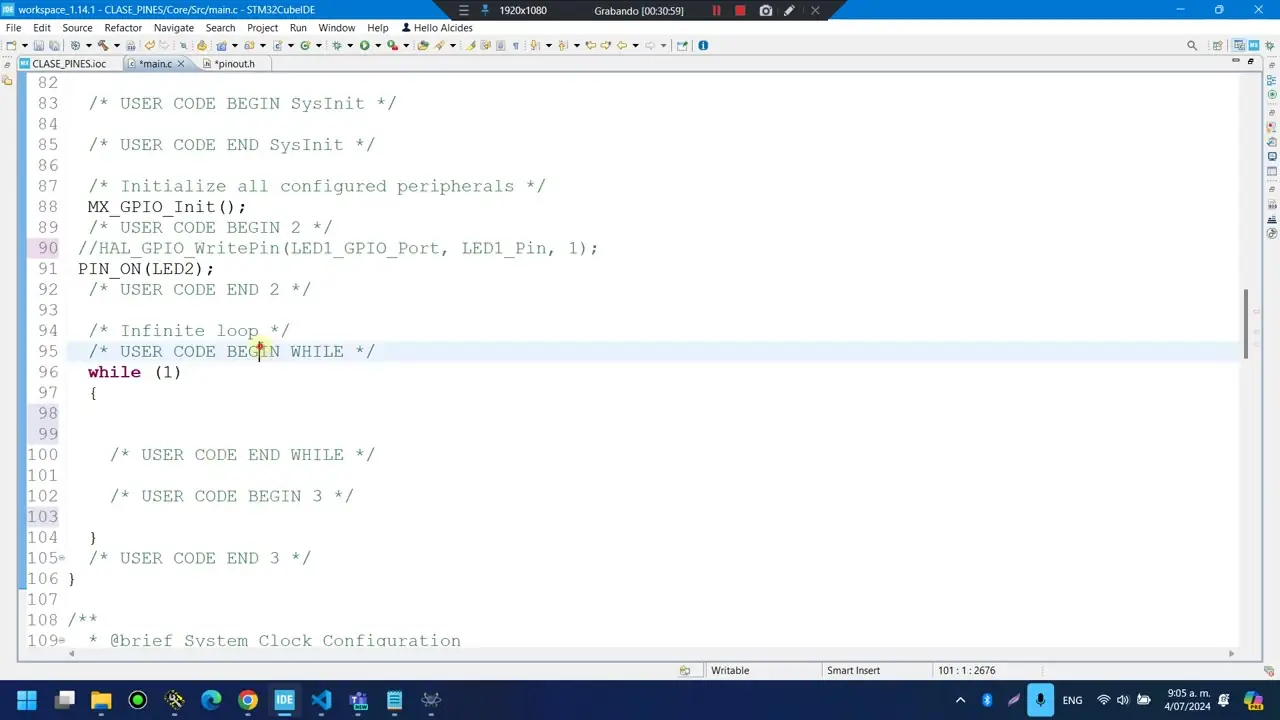 workspace_1.14.1 - CLASE_PINES/Core/Src/main.c - STM32CubeIDE
1920x1080
Grabando [00:30:59]
File Edit Source Refactor Navigate Search Project Run Window Help Hello Alcides
CLASE_PINES.ioc
*main.c
*pinout.h
82
83 /* USER CODE BEGIN SysInit */
84
85 /* USER CODE END SysInit */
86
87 /* Initialize all configured peripherals */
88 MX_GPIO_Init();
89 /* USER CODE BEGIN 2 */
90 //HAL_GPIO_WritePin(LED1_GPIO_Port, LED1_Pin, 1);
91 PIN_ON(LED2);
92 /* USER CODE END 2 */
93
94 /* Infinite loop */
95 /* USER CODE BEGIN WHILE */
96 while (1)
97 {
98
99
100 /* USER CODE END WHILE */
101
102 /* USER CODE BEGIN 3 */
103
104 }
105 /* USER CODE END 3 */
106 }
107
108 /**
109 * @brief System Clock Configuration
Writable
Smart Insert
101 : 1 : 2676
IDE
ENG
9:05 a. m.
4/07/2024